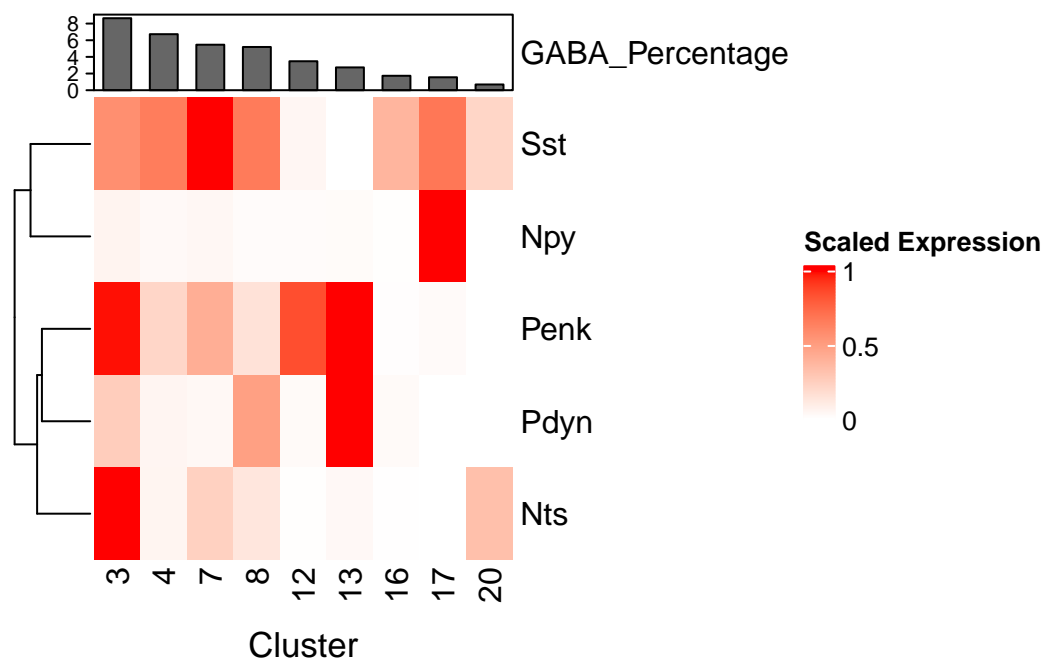 8
6
4
2
0
GABA_Percentage
Sst
Npy
Penk
Pdyn
Nts
3 4 7 8 12 13 16 17 20
Cluster
Scaled Expression
1
0.5
0